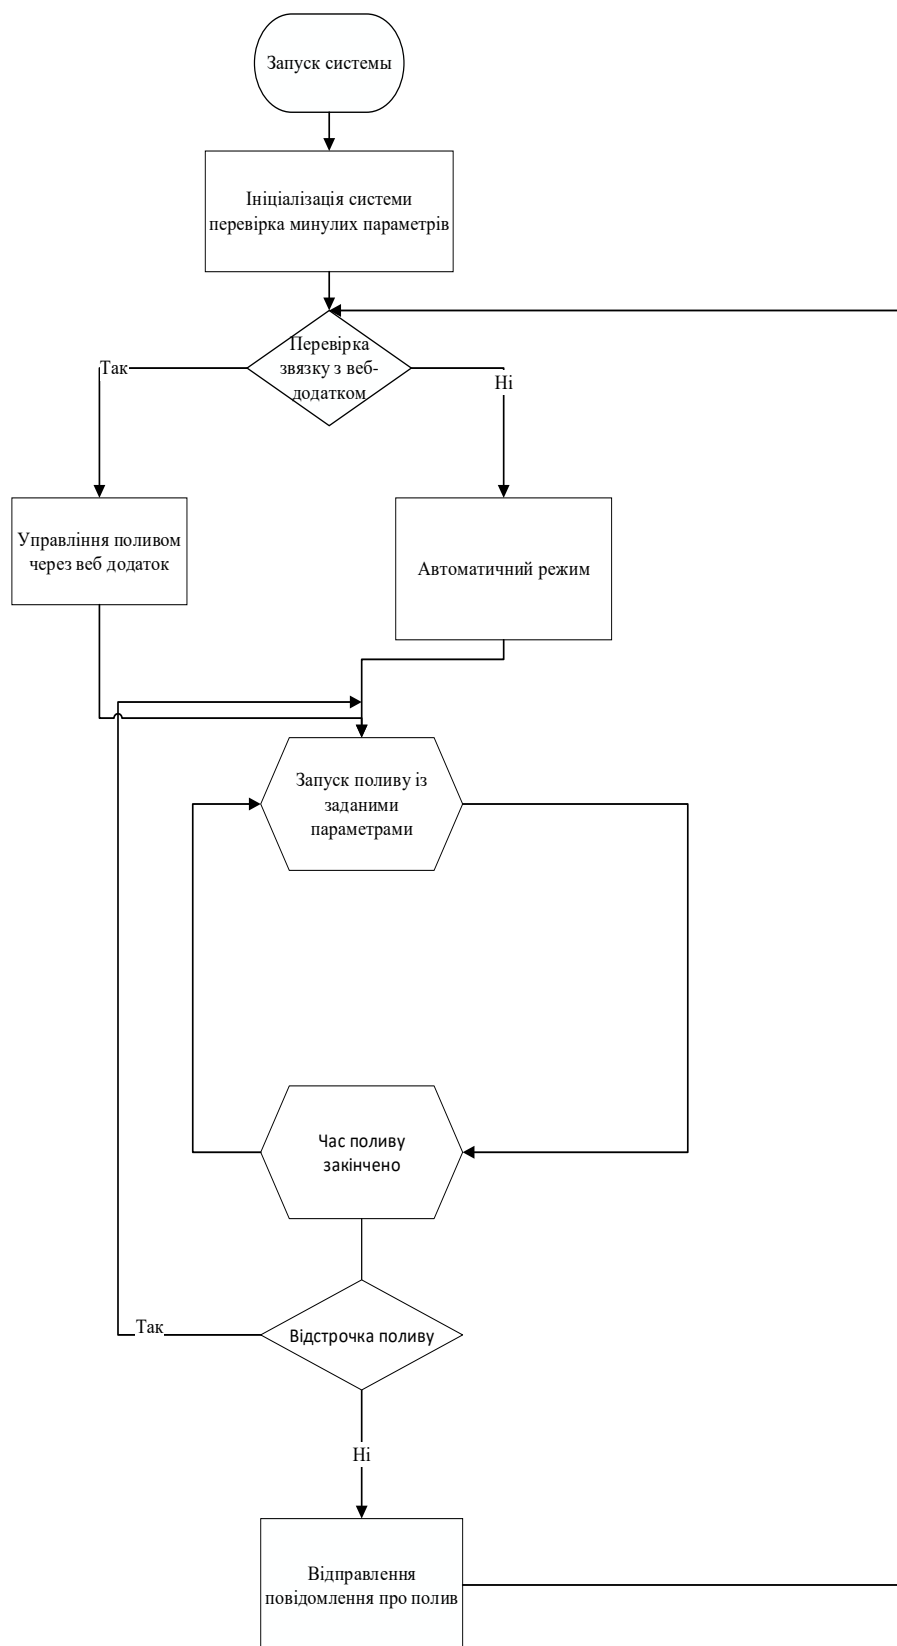 Запуск системы
Ініціалізація системи
перевірка минулих параметрів
Перевірка
звязку з веб-
додатком
Так
Ні
Управління поливом
через веб додаток
Автоматичний режим
Запуск поливу із
заданими
параметрами
Час поливу
закінчено
Відстрочка поливу
Так
Ні
Відправлення
повідомлення про полив